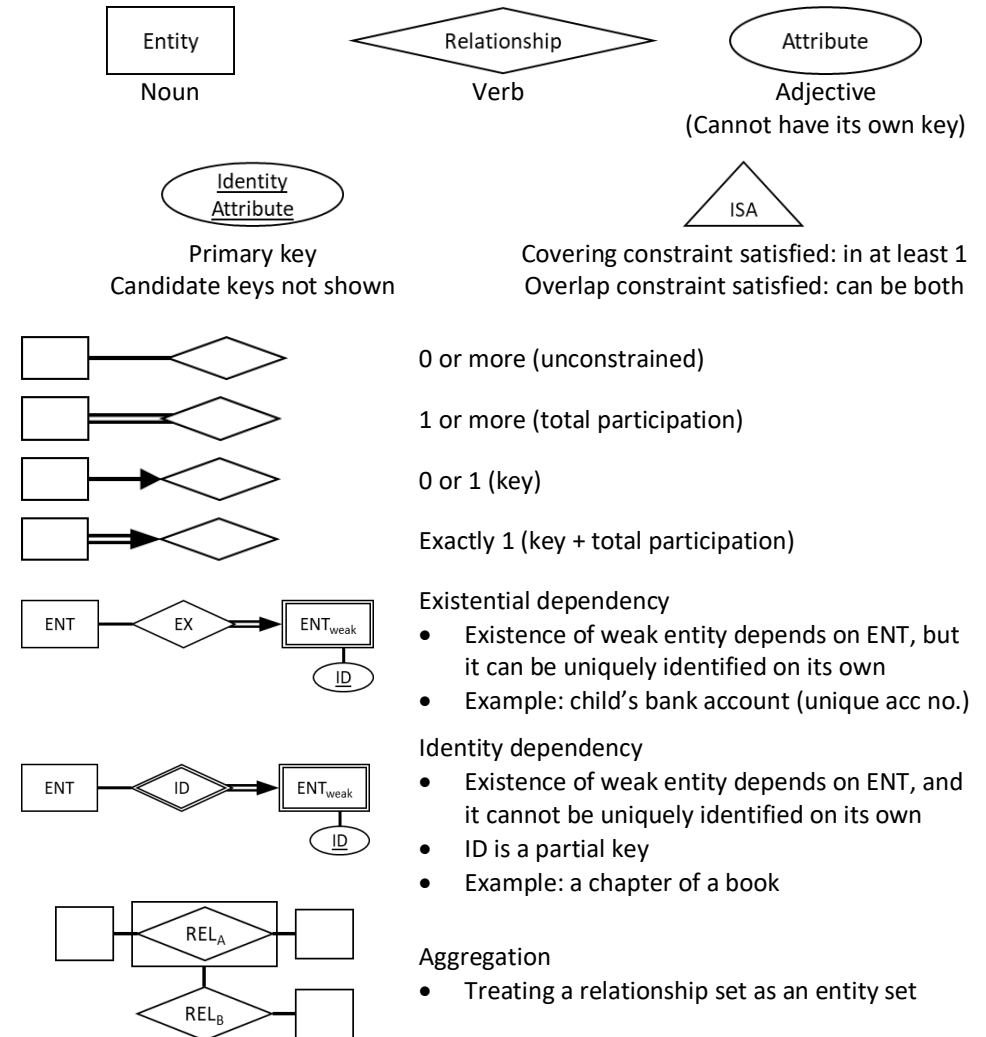 Entity
Relationship
Attribute
Noun
Verb
Adjective
(Cannot have its own key)
Identity
Attribute
ISA
Primary key
Candidate keys not shown
Covering constraint satisfied: in at least 1
Overlap constraint satisfied: can be both
0 or more (unconstrained)
1 or more (total participation)
0 or 1 (key)
Exactly 1 (key + total participation)
ENT
EX
ENTweak
ID
Existential dependency
• Existence of weak entity depends on ENT, but
it can be uniquely identified on its own
• Example: child’s bank account (unique acc no.)
ENT
ID
ENTweak
ID
Identity dependency
• Existence of weak entity depends on ENT, and
it cannot be uniquely identified on its own
• ID is a partial key
• Example: a chapter of a book
RELA
RELB
Aggregation
• Treating a relationship set as an entity set